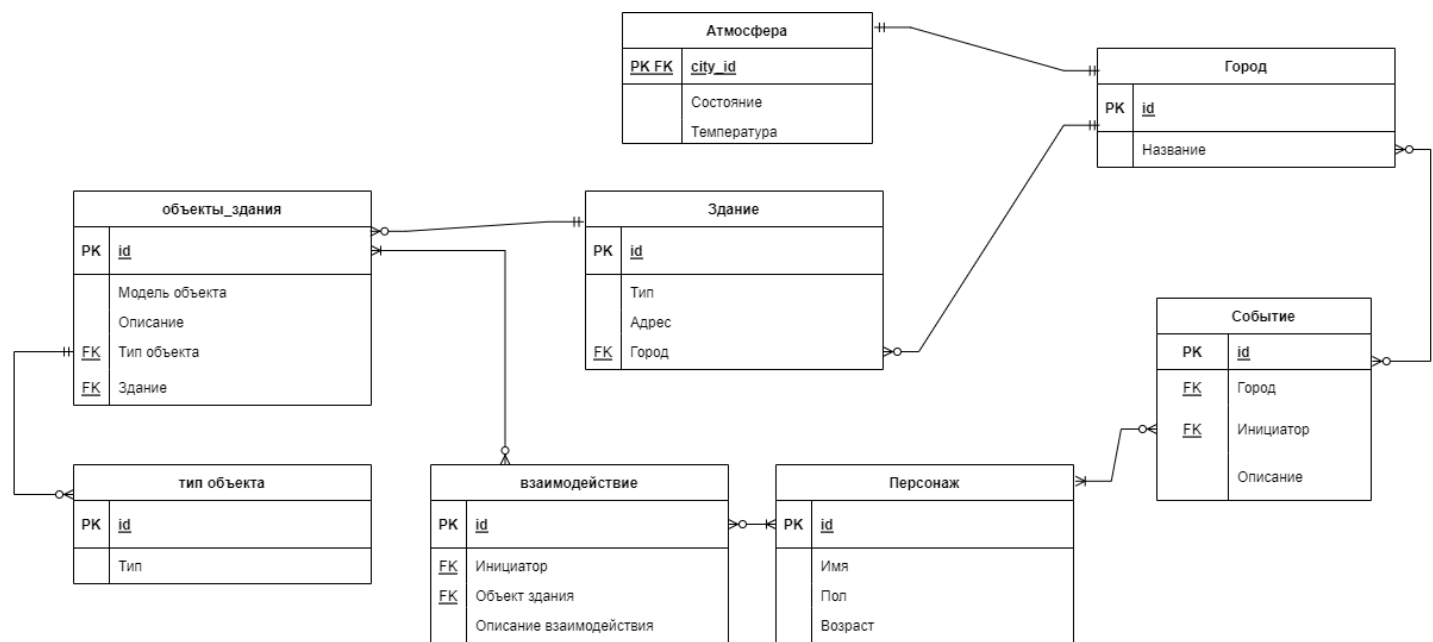 Атмосфера
PK FK city_id
Состояние
Температура
Город
PK id
Название
объекты_здания
PK id
Модель объекта
Описание
FK Тип объекта
FK Здание
Здание
PK id
Тип
Адрес
FK Город
Событие
PK id
FK Город
FK Инициатор
Описание
тип объекта
PK id
Тип
взаимодействие
PK id
FK Инициатор
FK Объект здания
Описание взаимодействия
Персонаж
PK id
Имя
Пол
Возраст